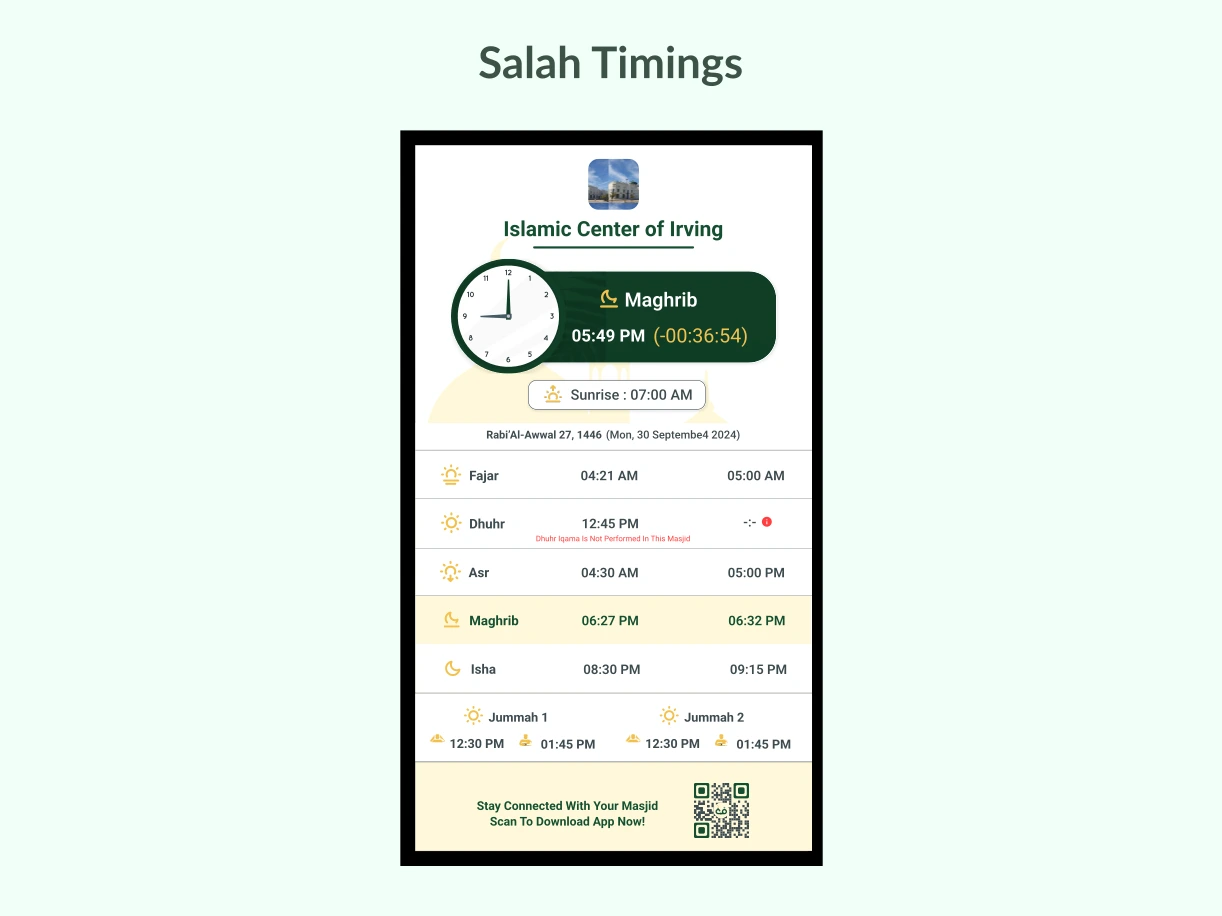 Salah Timings
Islamic Center of Irving
12
11 1
10 2
9 3
8 4
7 5
6
Maghrib
05:49 PM (-00:36:54)
Sunrise : 07:00 AM
Rabi'Al-Awwal 27, 1446 (Mon, 30 Septembe4 2024)
Fajar 04:21 AM 05:00 AM
Dhuhr 12:45 PM -:-
Dhuhr Iqama Is Not Performed In This Masjid
Asr 04:30 AM 05:00 PM
Maghrib 06:27 PM 06:32 PM
Isha 08:30 PM 09:15 PM
Jummah 1 Jummah 2
12:30 PM 01:45 PM 12:30 PM 01:45 PM
Stay Connected With Your Masjid
Scan To Download App Now!